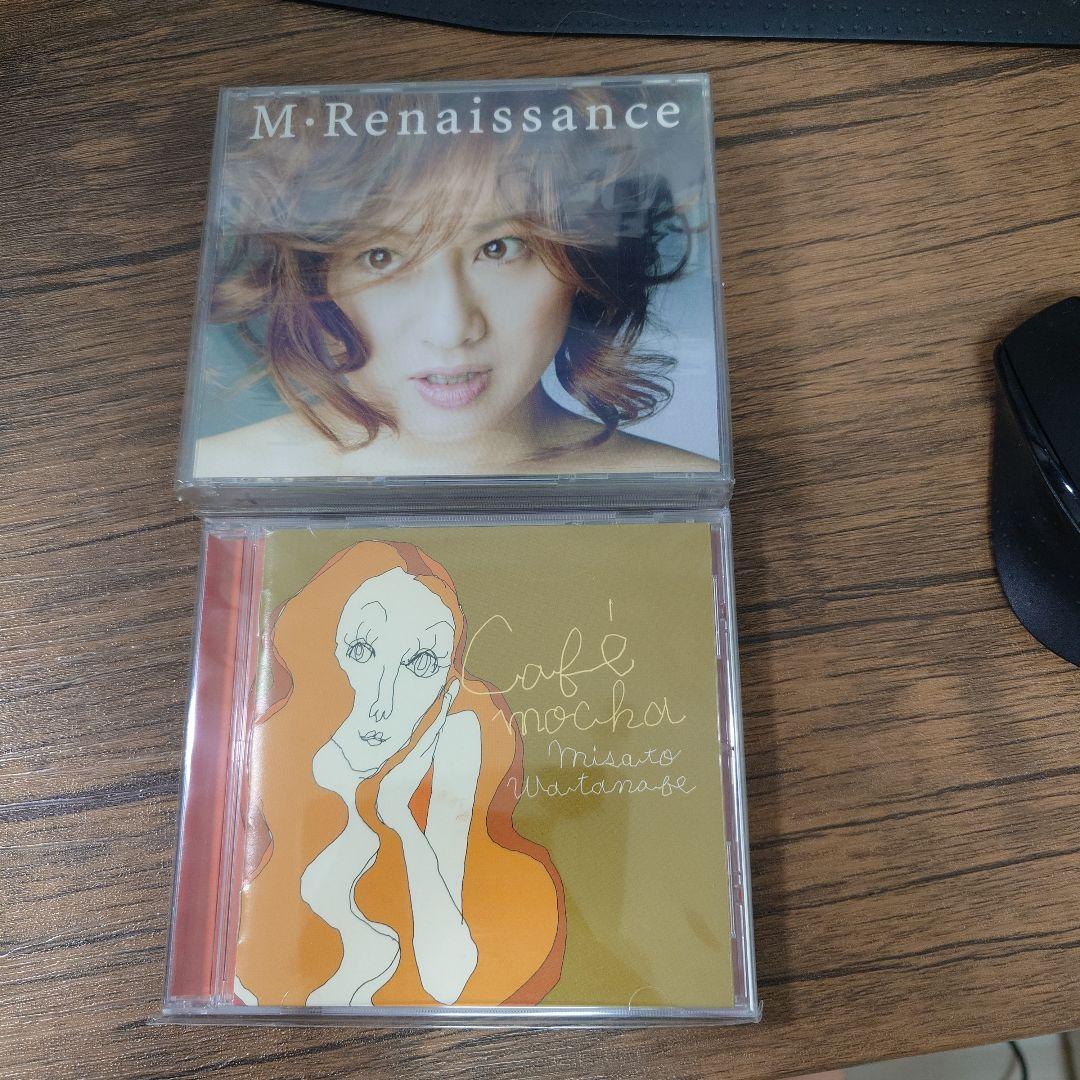 M·Renaissance
Café
mocha
misato
watanabe